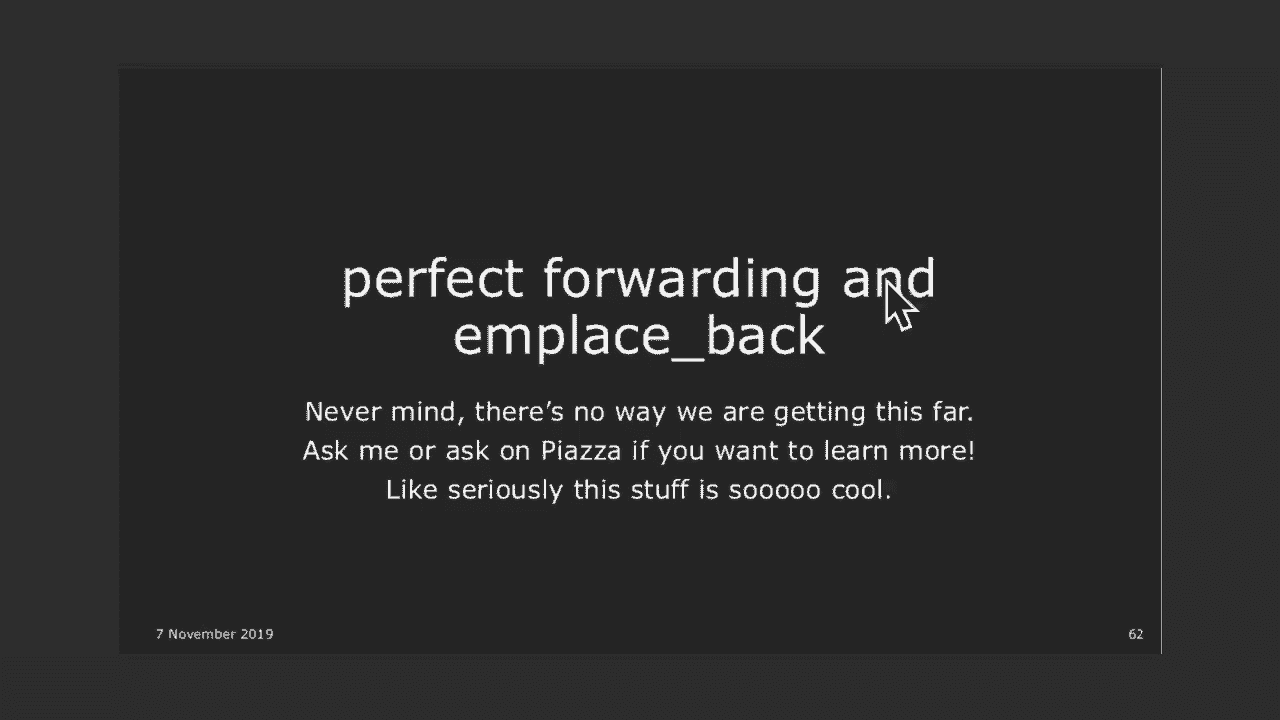 perfect forwarding and
emplace_back
Never mind, there’s no way we are getting this far.
Ask me or ask on Piazza if you want to learn more!
Like seriously this stuff is sooooo cool.
7 November 2019
62